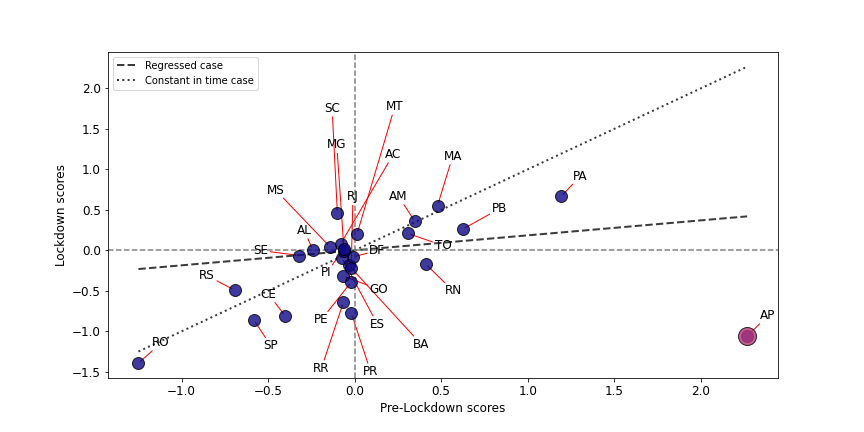 Regressed case
Constant in time case
2.0
1.5
1.0
0.5
0.0
−0.5
−1.0
−1.5
Lockdown scores
SC
MT
MG
AC
MA
PA
MS
RJ
AM
PB
AL
TO
SE
DF
PI
RS
CE
GO
RN
PE
ES
AP
RO
SP
BA
RR
PR
−1.0
−0.5
0.0
0.5
1.0
1.5
2.0
Pre-Lockdown scores